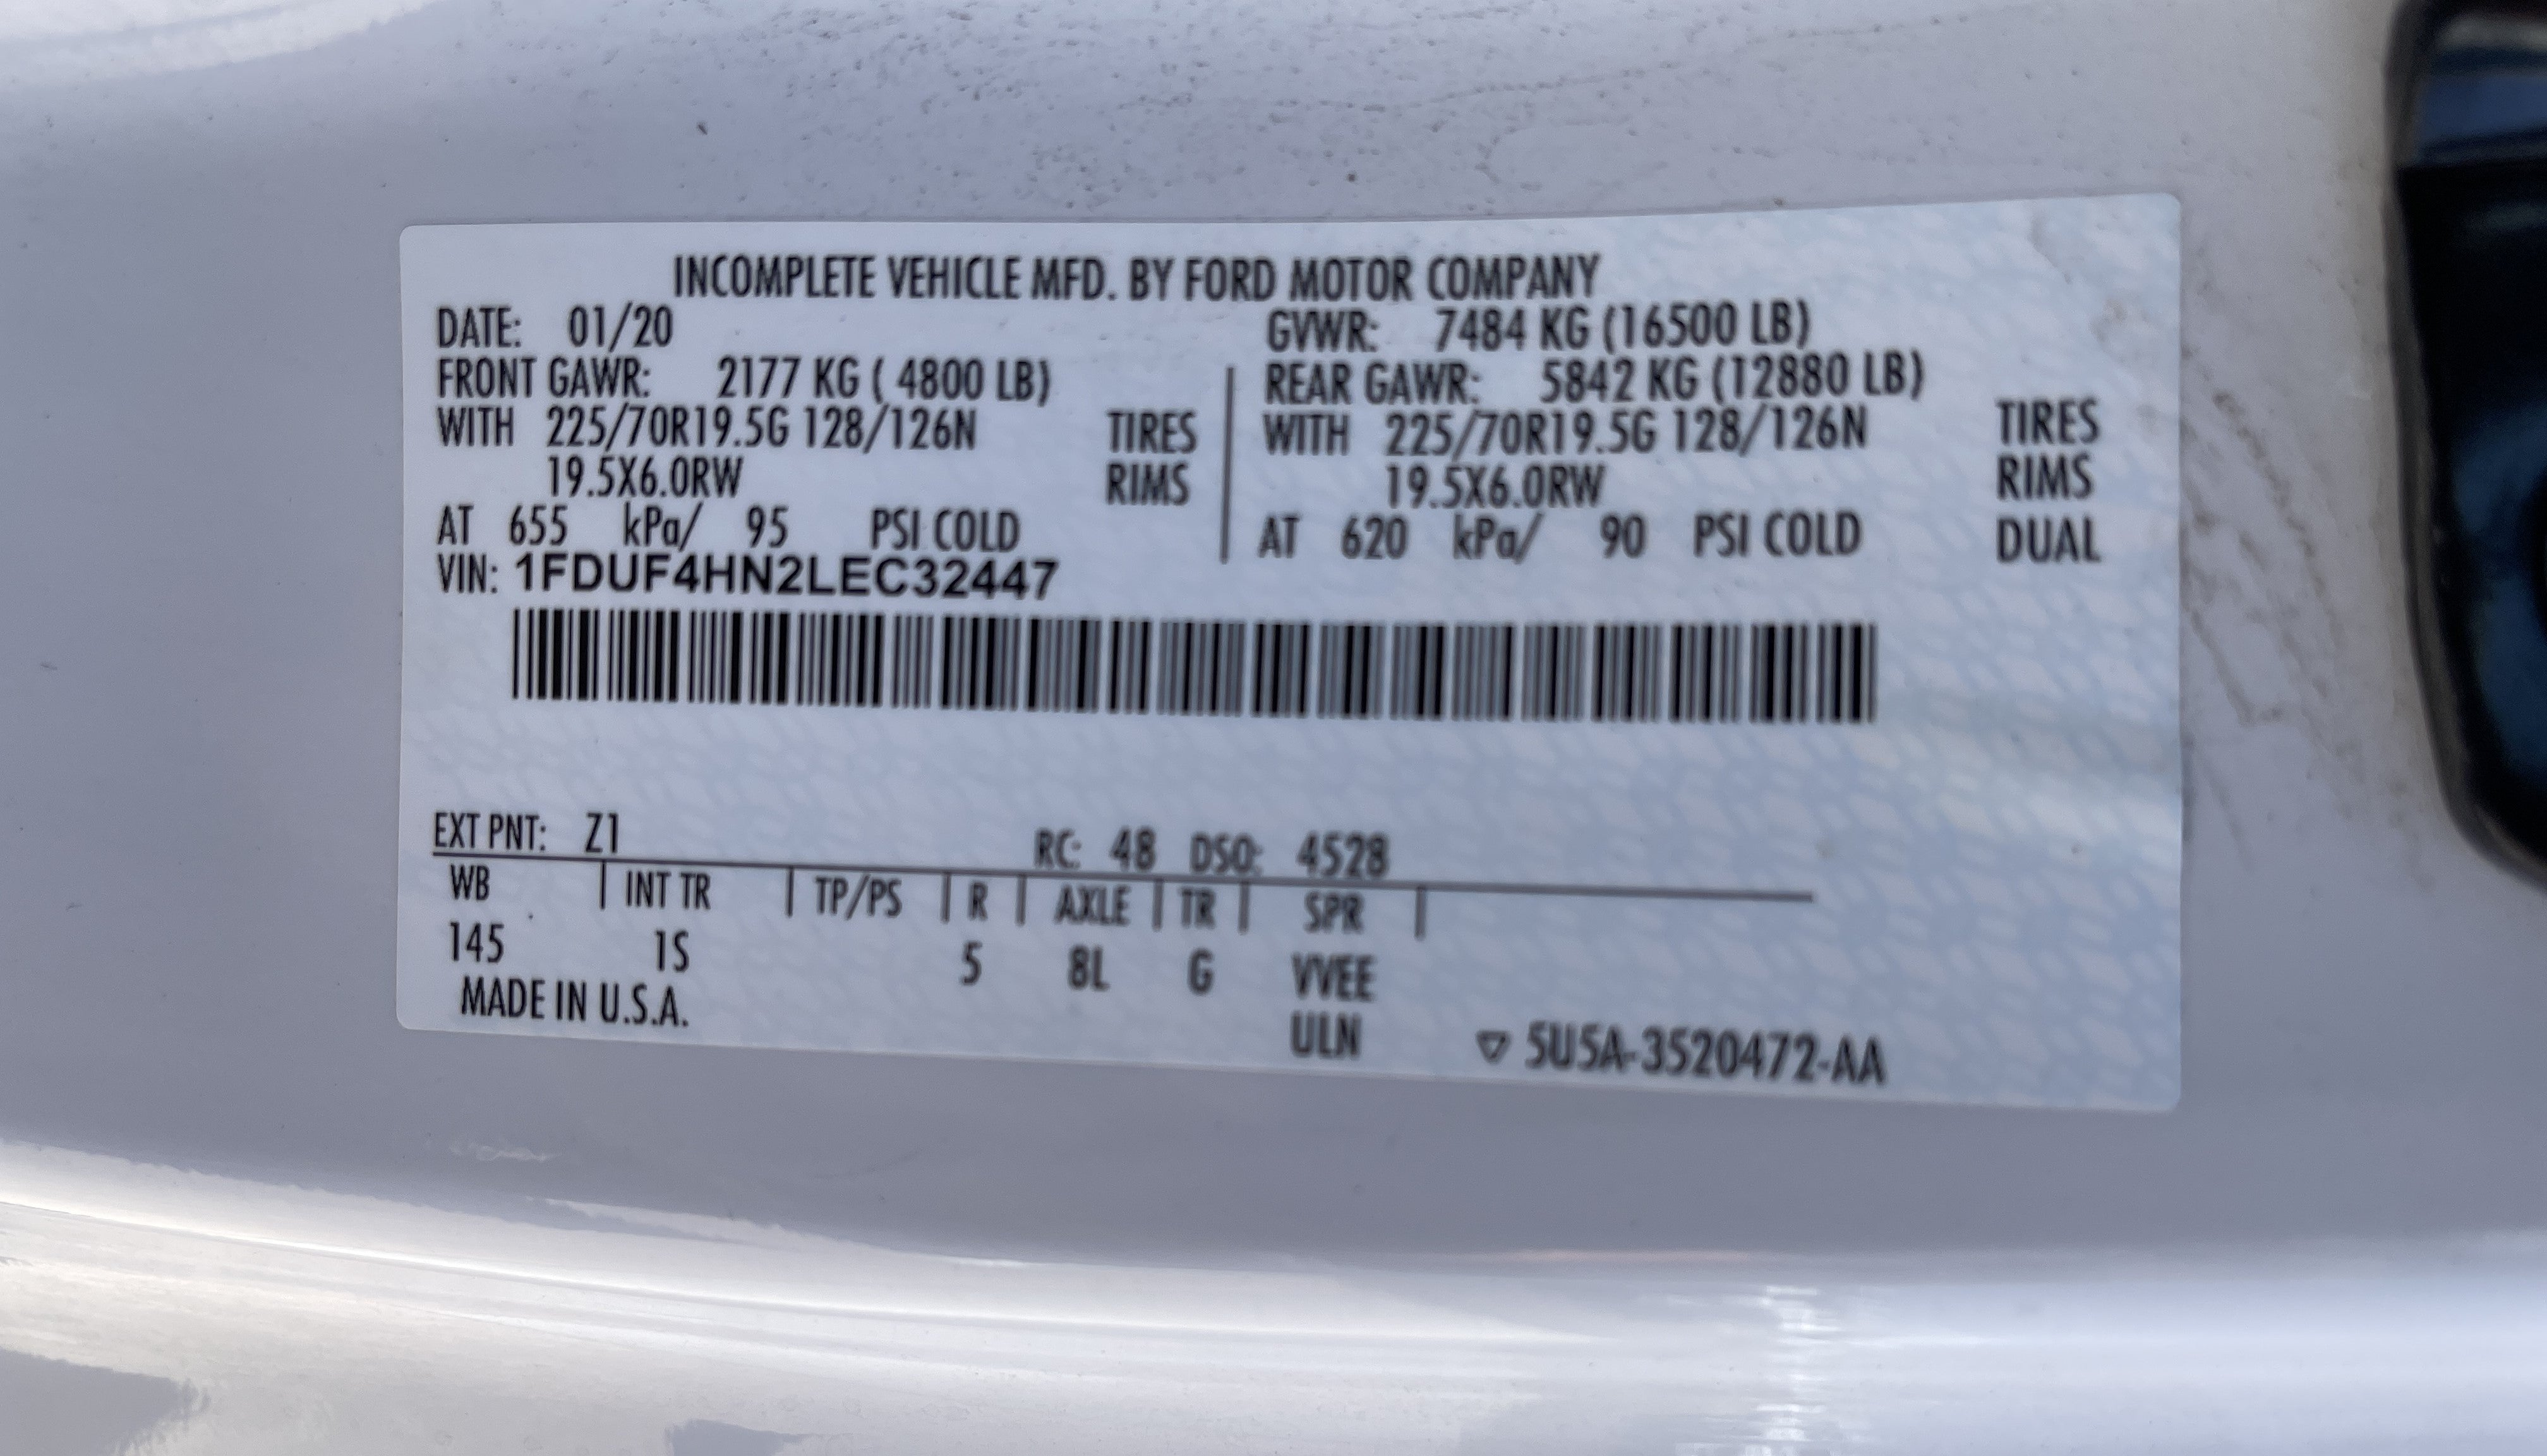 INCOMPLETE VEHICLE MFD. BY FORD MOTOR COMPANY
DATE: 01/20 GVWR: 7484 KG (16500 LB)
FRONT GAWR: 2177 KG ( 4800 LB) REAR GAWR: 5842 KG (12880 LB)
WITH 225/70R19.5G 128/126N TIRES WITH 225/70R19.5G 128/126N TIRES
19.5X6.0RW RIMS 19.5X6.0RW RIMS
AT 655 kPa/ 95 PSI COLD AT 620 kPa/ 90 PSI COLD DUAL
VIN: 1FDUF4HN2LEC32447
EXT PNT: Z1 RC: 48 DSO: 4528
WB | INT TR | TP/PS | R | AXLE | TR | SPR |
145 1S 5 8L G VVEE
MADE IN U.S.A. ULN ▽ 5U5A-3520472-AA